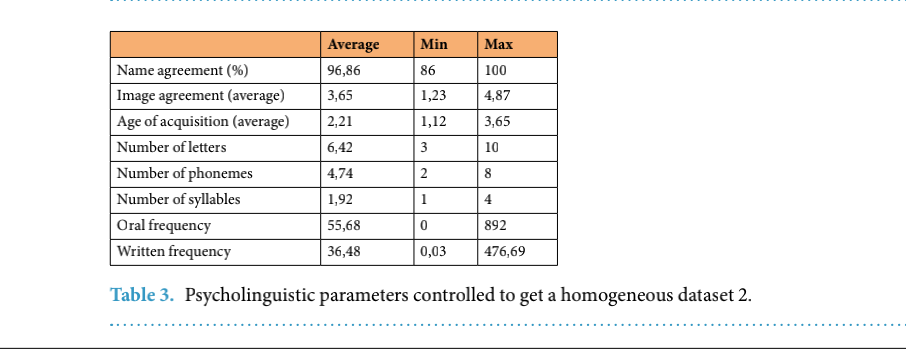 Average Min Max
Name agreement (%) 96,86 86 100
Image agreement (average) 3,65 1,23 4,87
Age of acquisition (average) 2,21 1,12 3,65
Number of letters 6,42 3 10
Number of phonemes 4,74 2 8
Number of syllables 1,92 1 4
Oral frequency 55,68 0 892
Written frequency 36,48 0,03 476,69
Table 3. Psycholinguistic parameters controlled to get a homogeneous dataset 2.